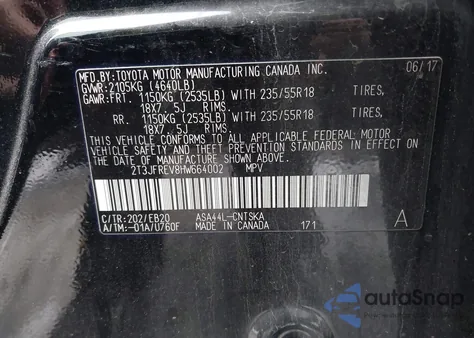 MFD.BY:TOYOTA MOTOR MANUFACTURING CANADA INC. 06/17
GVWR: 2105KG (4640LB)
GAWR:FRT. 1150KG (2535LB) WITH 235/55R18 TIRES,
18X7.5J RIMS,
RR. 1150KG (2535LB) WITH 235/55R18 TIRES,
18X7.5J RIMS.
THIS VEHICLE CONFORMS TO ALL APPLICABLE FEDERAL MOTOR
VEHICLE SAFETY AND THEFT PREVENTION STANDARDS IN EFFECT ON
THE DATE OF MANUFACTURE SHOWN ABOVE.
2T3JFREV8HW664002 MPV
C/TR:202/EB20 ASA44L-CNTSKA
A/TM:-01A/U760F MADE IN CANADA 171 A
autoSnap
POWERED BY